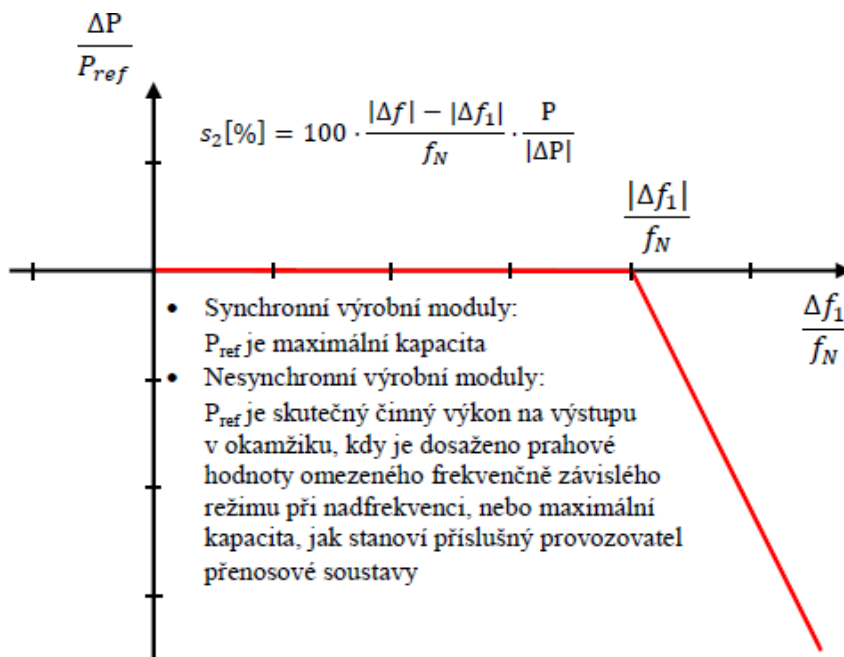 ΔP
P_ref
s₂[%] = 100 · (|Δf| − |Δf₁|)/f_N · P/|ΔP|
|Δf₁|
f_N
Δf₁
f_N
• Synchronní výrobní moduly:
P_ref je maximální kapacita
• Nesynchronní výrobní moduly:
P_ref je skutečný činný výkon na výstupu
v okamžiku, kdy je dosaženo prahové
hodnoty omezeného frekvenčně závislého
režimu při nadfrekvenci, nebo maximální
kapacita, jak stanoví příslušný provozovatel
přenosové soustavy